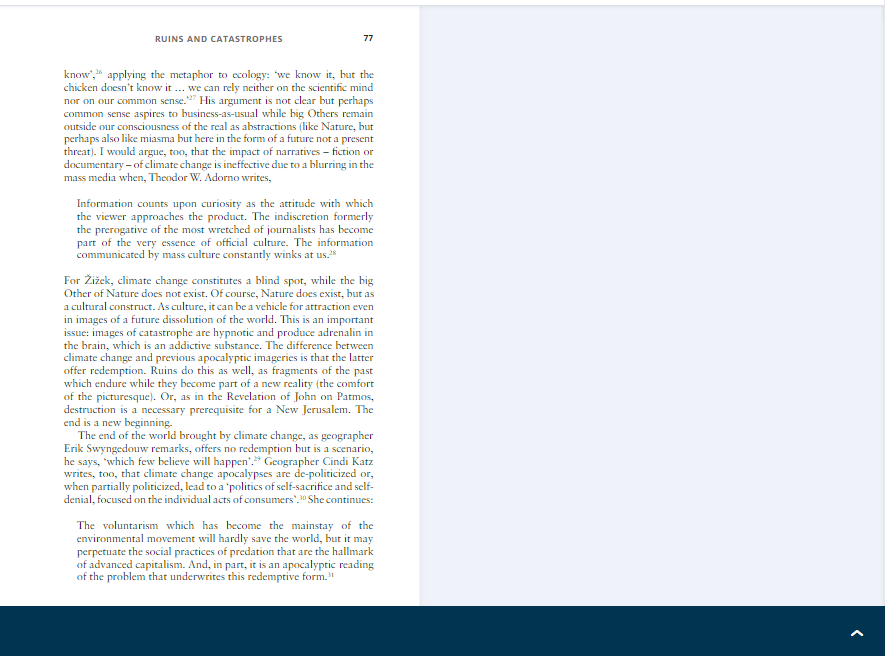 RUINS AND CATASTROPHES 77
know’,²⁶ applying the metaphor to ecology: ‘we know it, but the
chicken doesn’t know it … we can rely neither on the scientific mind
nor on our common sense.’²⁷ His argument is not clear but perhaps
common sense aspires to business-as-usual while big Others remain
outside our consciousness of the real as abstractions (like Nature, but
perhaps also like miasma but here in the form of a future not a present
threat). I would argue, too, that the impact of narratives – fiction or
documentary – of climate change is ineffective due to a blurring in the
mass media when, Theodor W. Adorno writes,
Information counts upon curiosity as the attitude with which
the viewer approaches the product. The indiscretion formerly
the prerogative of the most wretched of journalists has become
part of the very essence of official culture. The information
communicated by mass culture constantly winks at us.²⁸
For Žižek, climate change constitutes a blind spot, while the big
Other of Nature does not exist. Of course, Nature does exist, but as
a cultural construct. As culture, it can be a vehicle for attraction even
in images of a future dissolution of the world. This is an important
issue: images of catastrophe are hypnotic and produce adrenalin in
the brain, which is an addictive substance. The difference between
climate change and previous apocalyptic imageries is that the latter
offer redemption. Ruins do this as well, as fragments of the past
which endure while they become part of a new reality (the comfort
of the picturesque). Or, as in the Revelation of John on Patmos,
destruction is a necessary prerequisite for a New Jerusalem. The
end is a new beginning.
The end of the world brought by climate change, as geographer
Erik Swyngedouw remarks, offers no redemption but is a scenario,
he says, ‘which few believe will happen’.²⁹ Geographer Cindi Katz
writes, too, that climate change apocalypses are de-politicized or,
when partially politicized, lead to a ‘politics of self-sacrifice and self-
denial, focused on the individual acts of consumers’.³⁰ She continues:
The voluntarism which has become the mainstay of the
environmental movement will hardly save the world, but it may
perpetuate the social practices of predation that are the hallmark
of advanced capitalism. And, in part, it is an apocalyptic reading
of the problem that underwrites this redemptive form.³¹